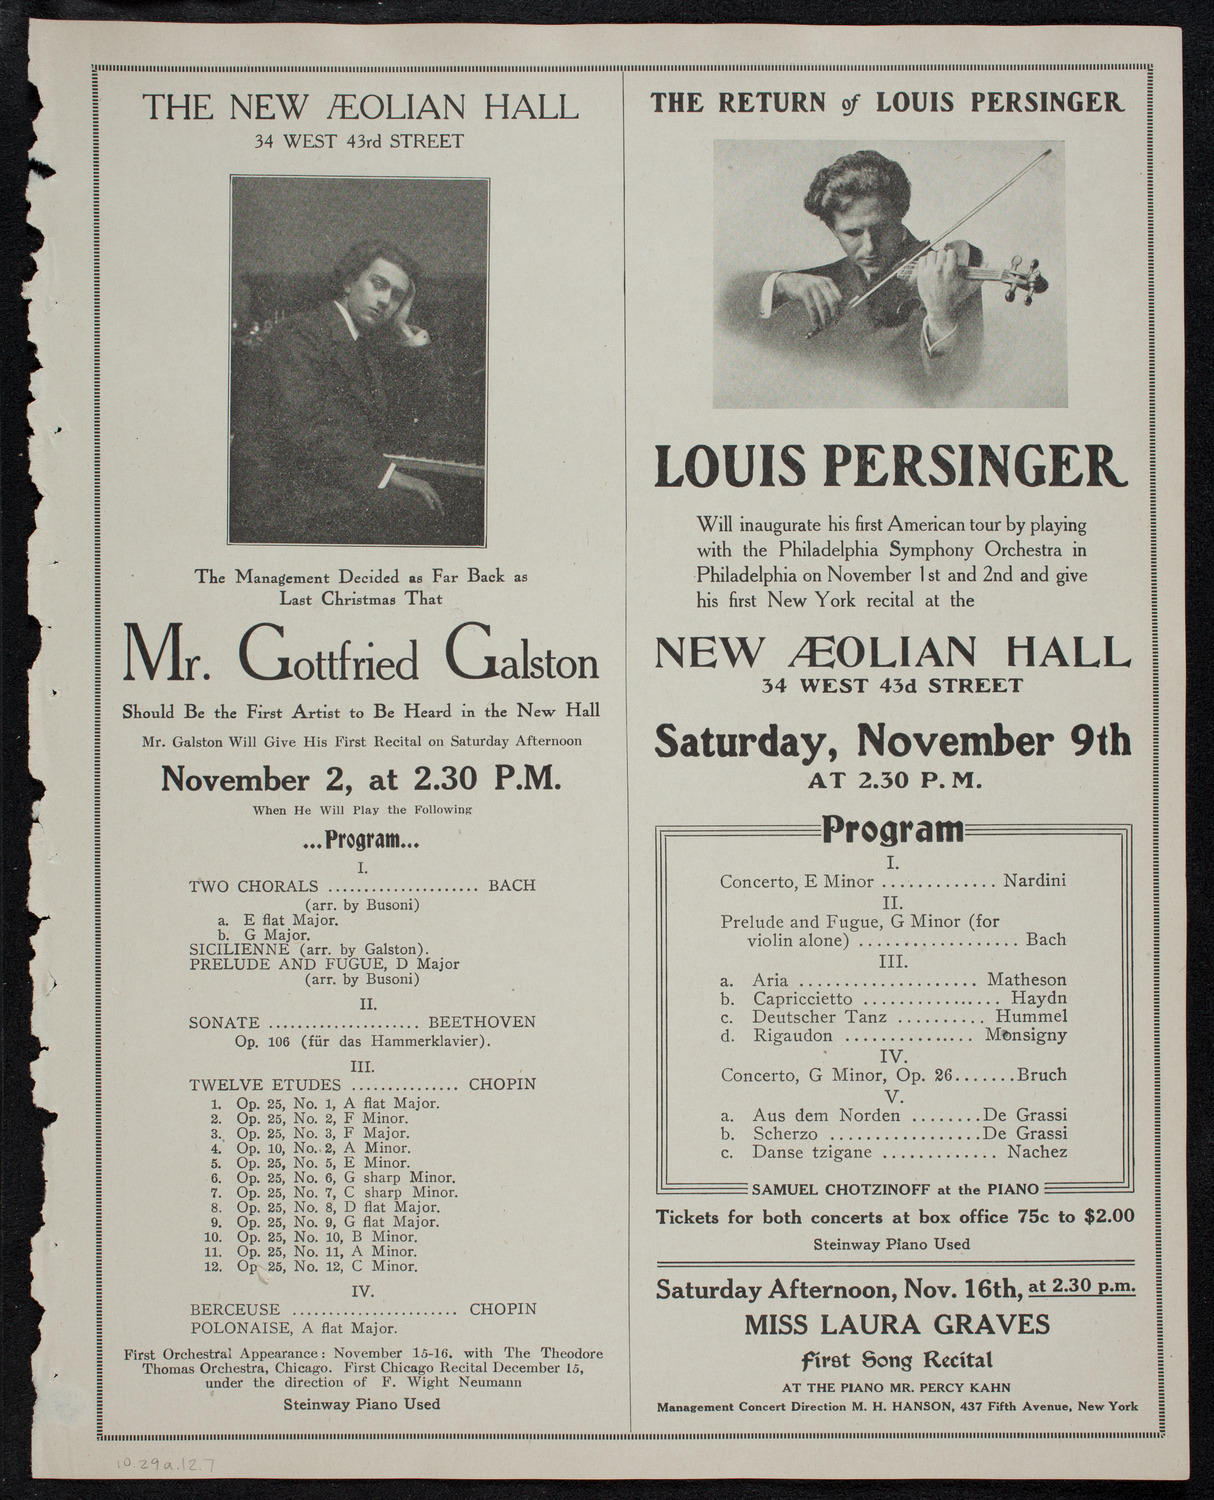 THE NEW ÆOLIAN HALL
34 WEST 43rd STREET
The Management Decided as Far Back as
Last Christmas That
Mr. Gottfried Galston
Should Be the First Artist to Be Heard in the New Hall
Mr. Galston Will Give His First Recital on Saturday Afternoon
November 2, at 2.30 P.M.
When He Will Play the Following
...Program...
I.
TWO CHORALS ..................... BACH
(arr. by Busoni)
a. E flat Major.
b. G Major.
SICILIENNE (arr. by Galston).
PRELUDE AND FUGUE, D Major
(arr. by Busoni)
II.
SONATE ..................... BEETHOVEN
Op. 106 (für das Hammerklavier).
III.
TWELVE ETUDES ............... CHOPIN
1. Op. 25, No. 1, A flat Major.
2. Op. 25, No. 2, F Minor.
3. Op. 25, No. 3, F Major.
4. Op. 10, No. 2, A Minor.
5. Op. 25, No. 5, E Minor.
6. Op. 25, No. 6, G sharp Minor.
7. Op. 25, No. 7, C sharp Minor.
8. Op. 25, No. 8, D flat Major.
9. Op. 25, No. 9, G flat Major.
10. Op. 25, No. 10, B Minor.
11. Op. 25, No. 11, A Minor.
12. Op. 25, No. 12, C Minor.
IV.
BERCEUSE ....................... CHOPIN
POLONAISE, A flat Major.
First Orchestral Appearance: November 15-16, with The Theodore
Thomas Orchestra, Chicago. First Chicago Recital December 15,
under the direction of F. Wight Neumann
Steinway Piano Used
THE RETURN of LOUIS PERSINGER
LOUIS PERSINGER
Will inaugurate his first American tour by playing
with the Philadelphia Symphony Orchestra in
Philadelphia on November 1st and 2nd and give
his first New York recital at the
NEW ÆOLIAN HALL
34 WEST 43d STREET
Saturday, November 9th
AT 2.30 P. M.
Program
I.
Concerto, E Minor ............. Nardini
II.
Prelude and Fugue, G Minor (for
violin alone) .................. Bach
III.
a. Aria .................... Matheson
b. Capriccietto ............... Haydn
c. Deutscher Tanz .......... Hummel
d. Rigaudon ............... Monsigny
IV.
Concerto, G Minor, Op. 26.......Bruch
V.
a. Aus dem Norden ........De Grassi
b. Scherzo .................De Grassi
c. Danse tzigane ............. Nachez
SAMUEL CHOTZINOFF at the PIANO
Tickets for both concerts at box office 75c to $2.00
Steinway Piano Used
Saturday Afternoon, Nov. 16th, at 2.30 p.m.
MISS LAURA GRAVES
First Song Recital
AT THE PIANO MR. PERCY KAHN
Management Concert Direction M. H. HANSON, 437 Fifth Avenue, New York
10.29a.12.7